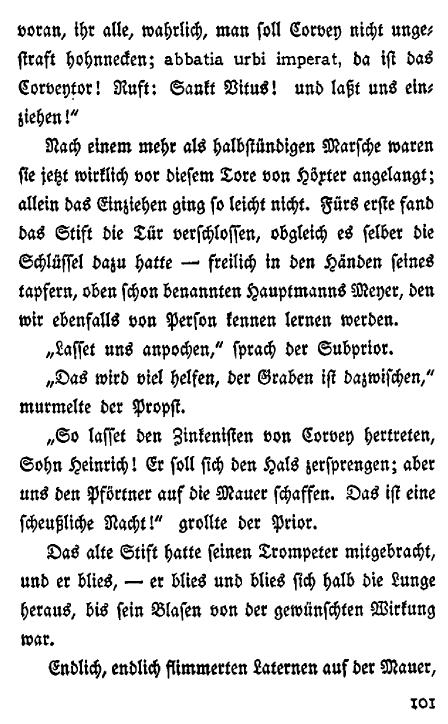 voran, ihr alle, wahrlich, man soll Corvey nicht unge-
straft hohnnecken; abbatia urbi imperat, da ist das
Corveytor! Ruft: Sankt Vitus! und laßt uns ein-
ziehen!“
Nach einem mehr als halbstündigen Marsche waren
sie jetzt wirklich vor diesem Tore von Höxter angelangt;
allein das Einziehen ging so leicht nicht. Fürs erste fand
das Stift die Tür verschlossen, obgleich es selber die
Schlüssel dazu hatte — freilich in den Händen seines
tapfern, oben schon benannten Hauptmanns Meyer, den
wir ebenfalls von Person kennen lernen werden.
„Lasset uns anpochen,“ sprach der Subprior.
„Das wird viel helfen, der Graben ist dazwischen,“
murmelte der Propst.
„So lasset den Zinkenisten von Corvey hertreten,
Sohn Heinrich! Er soll sich den Hals zersprengen; aber
uns den Pförtner auf die Mauer schaffen. Das ist eine
scheußliche Nacht!“ grollte der Prior.
Das alte Stift hatte seinen Trompeter mitgebracht,
und er blies, — er blies und blies sich halb die Lunge
heraus, bis sein Blasen von der gewünschten Wirkung
war.
Endlich, endlich flimmerten Laternen auf der Mauer,
101